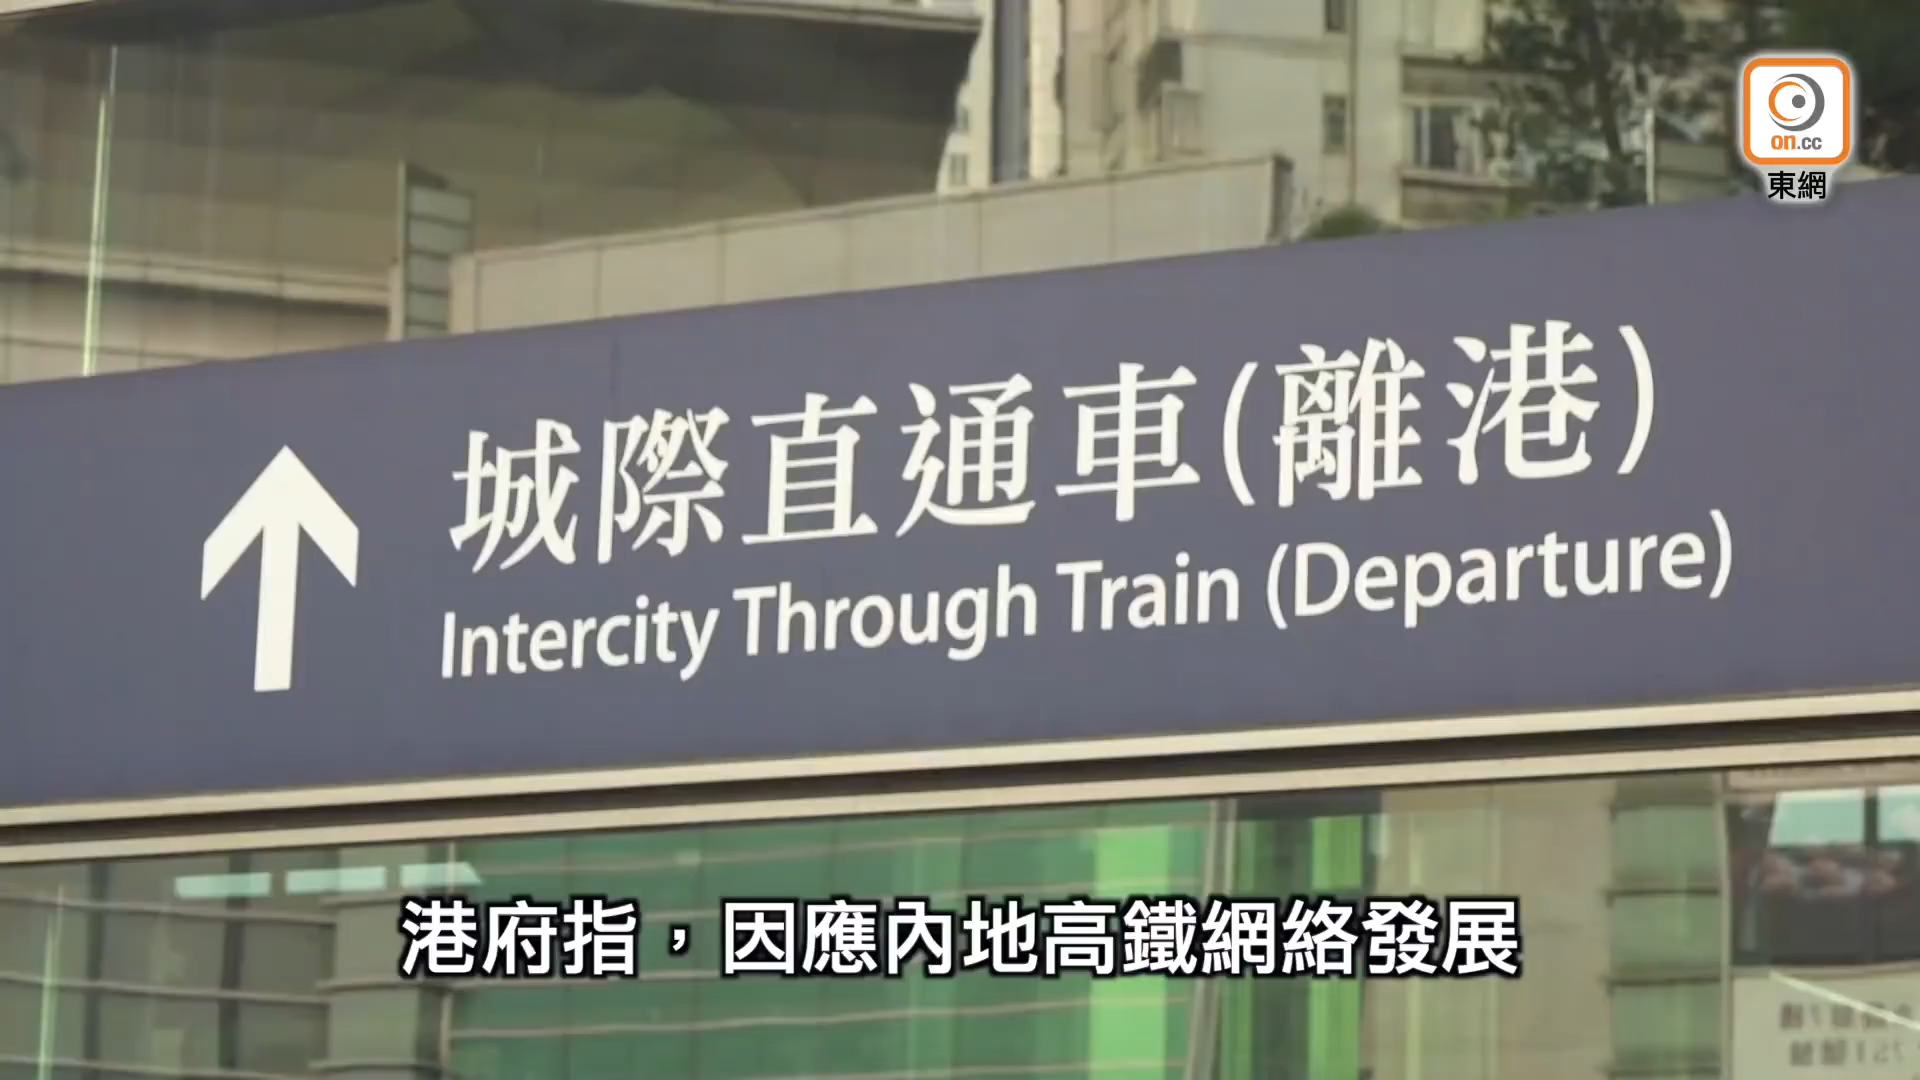 on.cc
東網
城際直通車(離港)
Intercity Through Train (Departure)
港府指，因應內地高鐵網絡發展